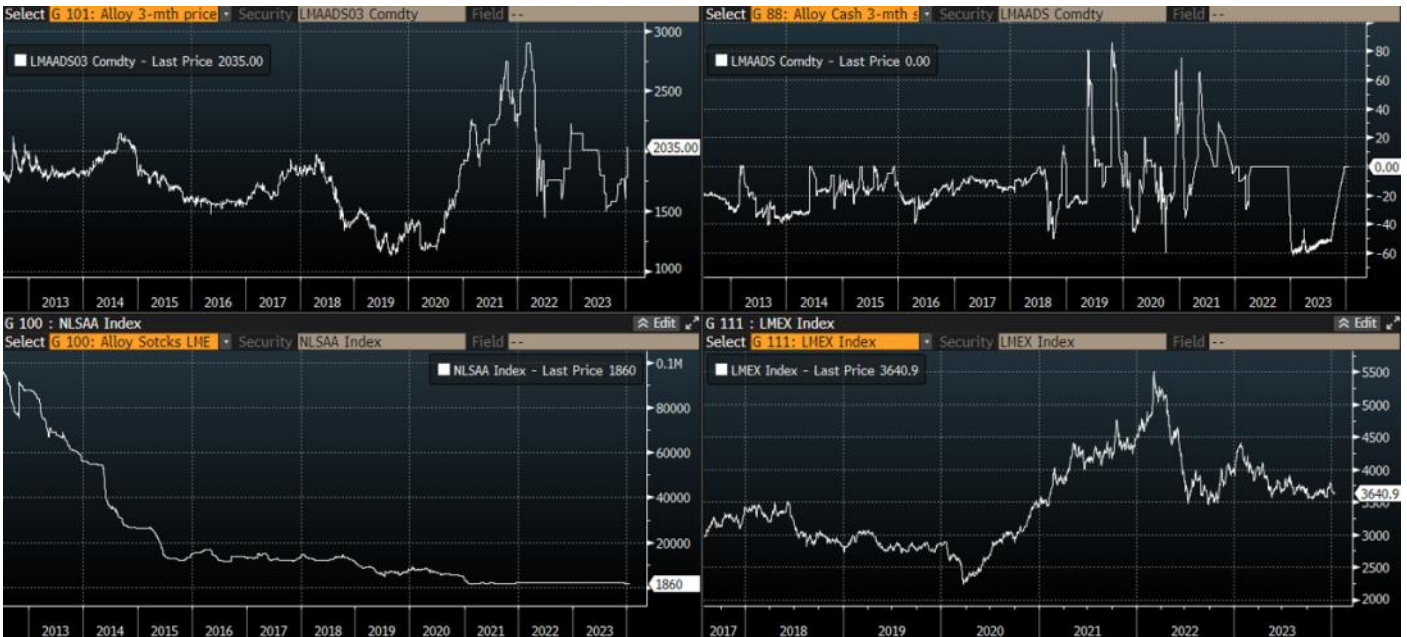 Select G 101: Alloy 3-mth price Security LMAADS03 Comdty Field --
LMAADS03 Comdty - Last Price 2035.00
3000
2500
2035.00
1500
1000
2013 2014 2015 2016 2017 2018 2019 2020 2021 2022 2023
Select G 88: Alloy Cash 3-mth s Security LMAADS Comdty Field --
LMAADS Comdty - Last Price 0.00
80
60
40
20
0.00
-20
-40
-60
2013 2014 2015 2016 2017 2018 2019 2020 2021 2022 2023
G 100 : NLSAA Index Edit
Select G 100: Alloy Sotcks LME Security NLSAA Index Field --
NLSAA Index - Last Price 1860
0.1M
80000
60000
40000
20000
1860
2013 2014 2015 2016 2017 2018 2019 2020 2021 2022 2023
G 111 : LMEX Index Edit
Select G 111: LMEX Index Security LMEX Index Field --
LMEX Index - Last Price 3640.9
5500
5000
4500
4000
3640.9
3000
2500
2000
2017 2018 2019 2020 2021 2022 2023